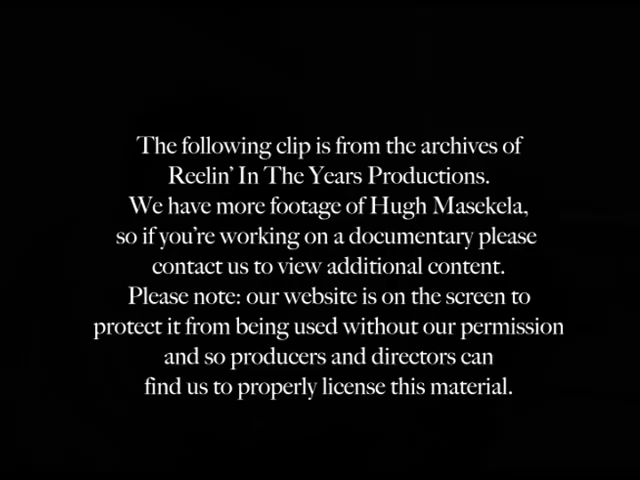 The following clip is from the archives of
Reelin’ In The Years Productions.
We have more footage of Hugh Masekela,
so if you’re working on a documentary please
contact us to view additional content.
Please note: our website is on the screen to
protect it from being used without our permission
and so producers and directors can
find us to properly license this material.